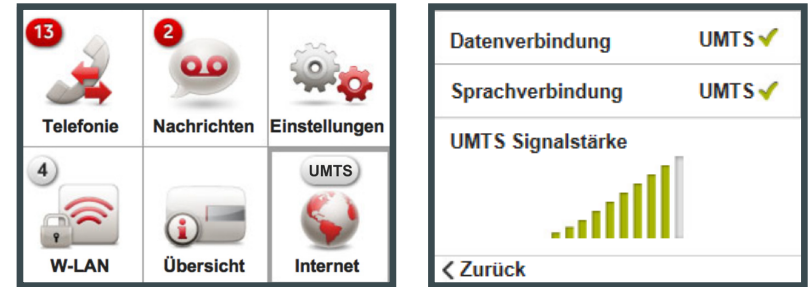 13
2
Telefonie
Nachrichten
Einstellungen
4
UMTS
W-LAN
Übersicht
Internet
Datenverbindung UMTS
Sprachverbindung UMTS
UMTS Signalstärke
Zurück